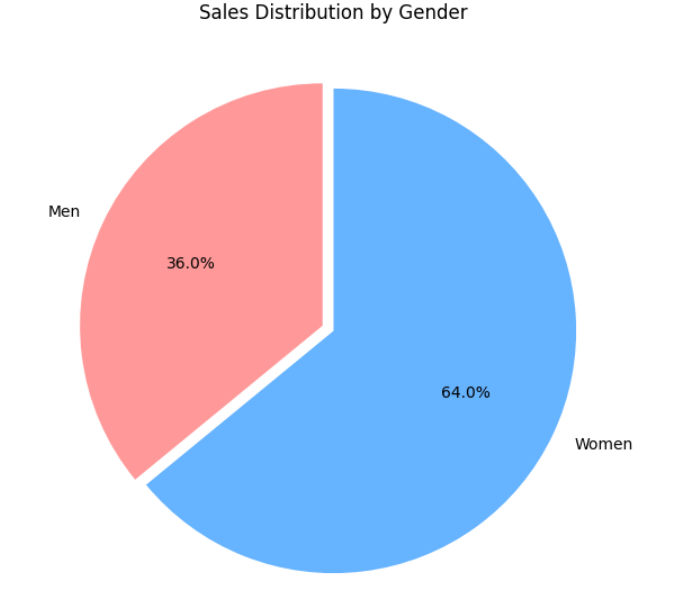 Sales Distribution by Gender
Men
36.0%
64.0%
Women